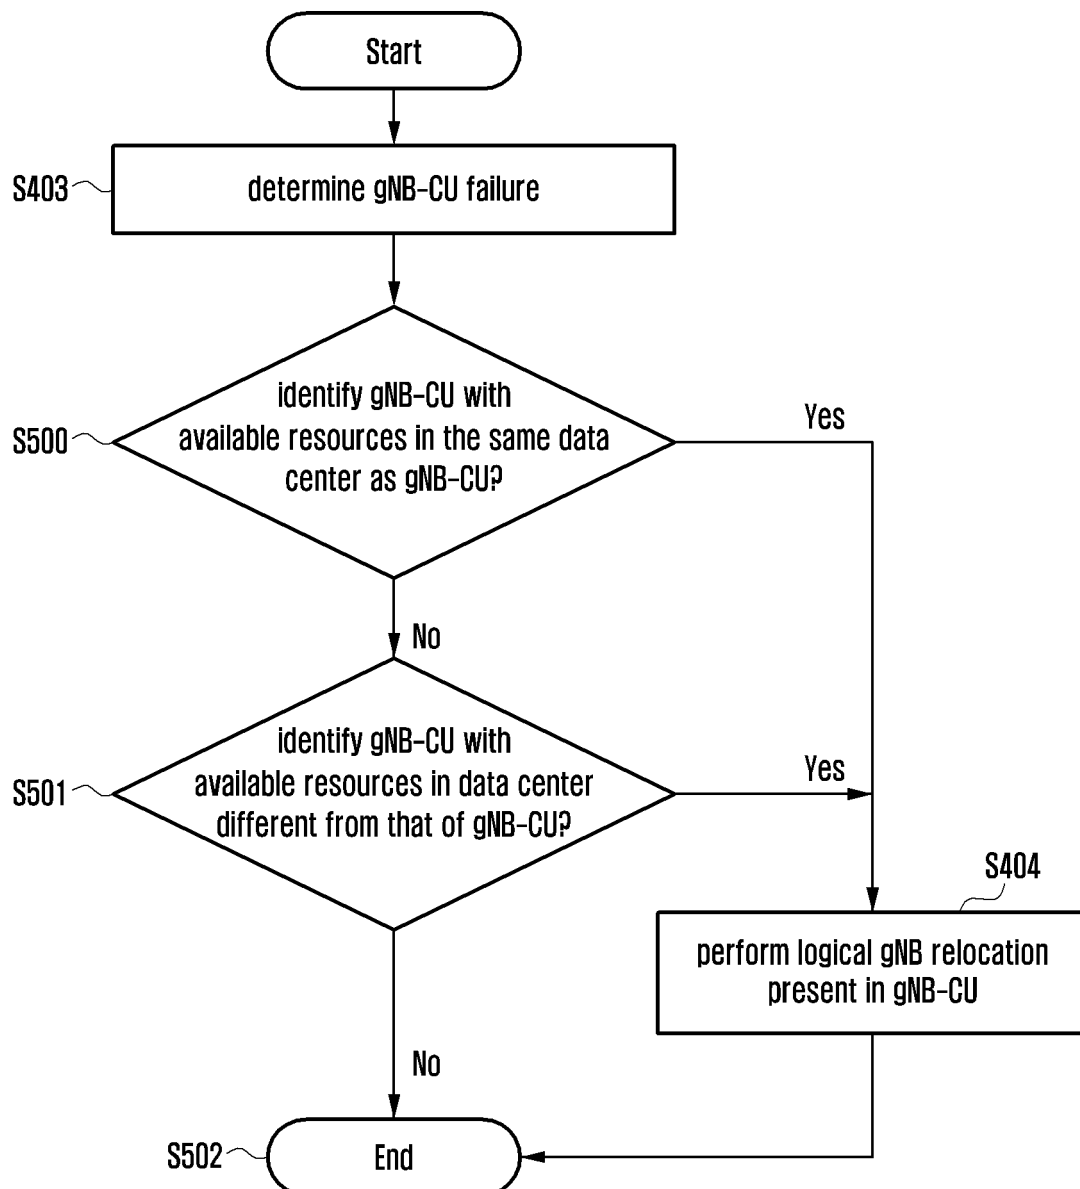 Start
S403
determine gNB-CU failure
identify gNB-CU with
available resources in the same data
center as gNB-CU?
S500
Yes
No
identify gNB-CU with
available resources in data center
different from that of gNB-CU?
S501
Yes
S404
perform logical gNB relocation
present in gNB-CU
No
S502
End